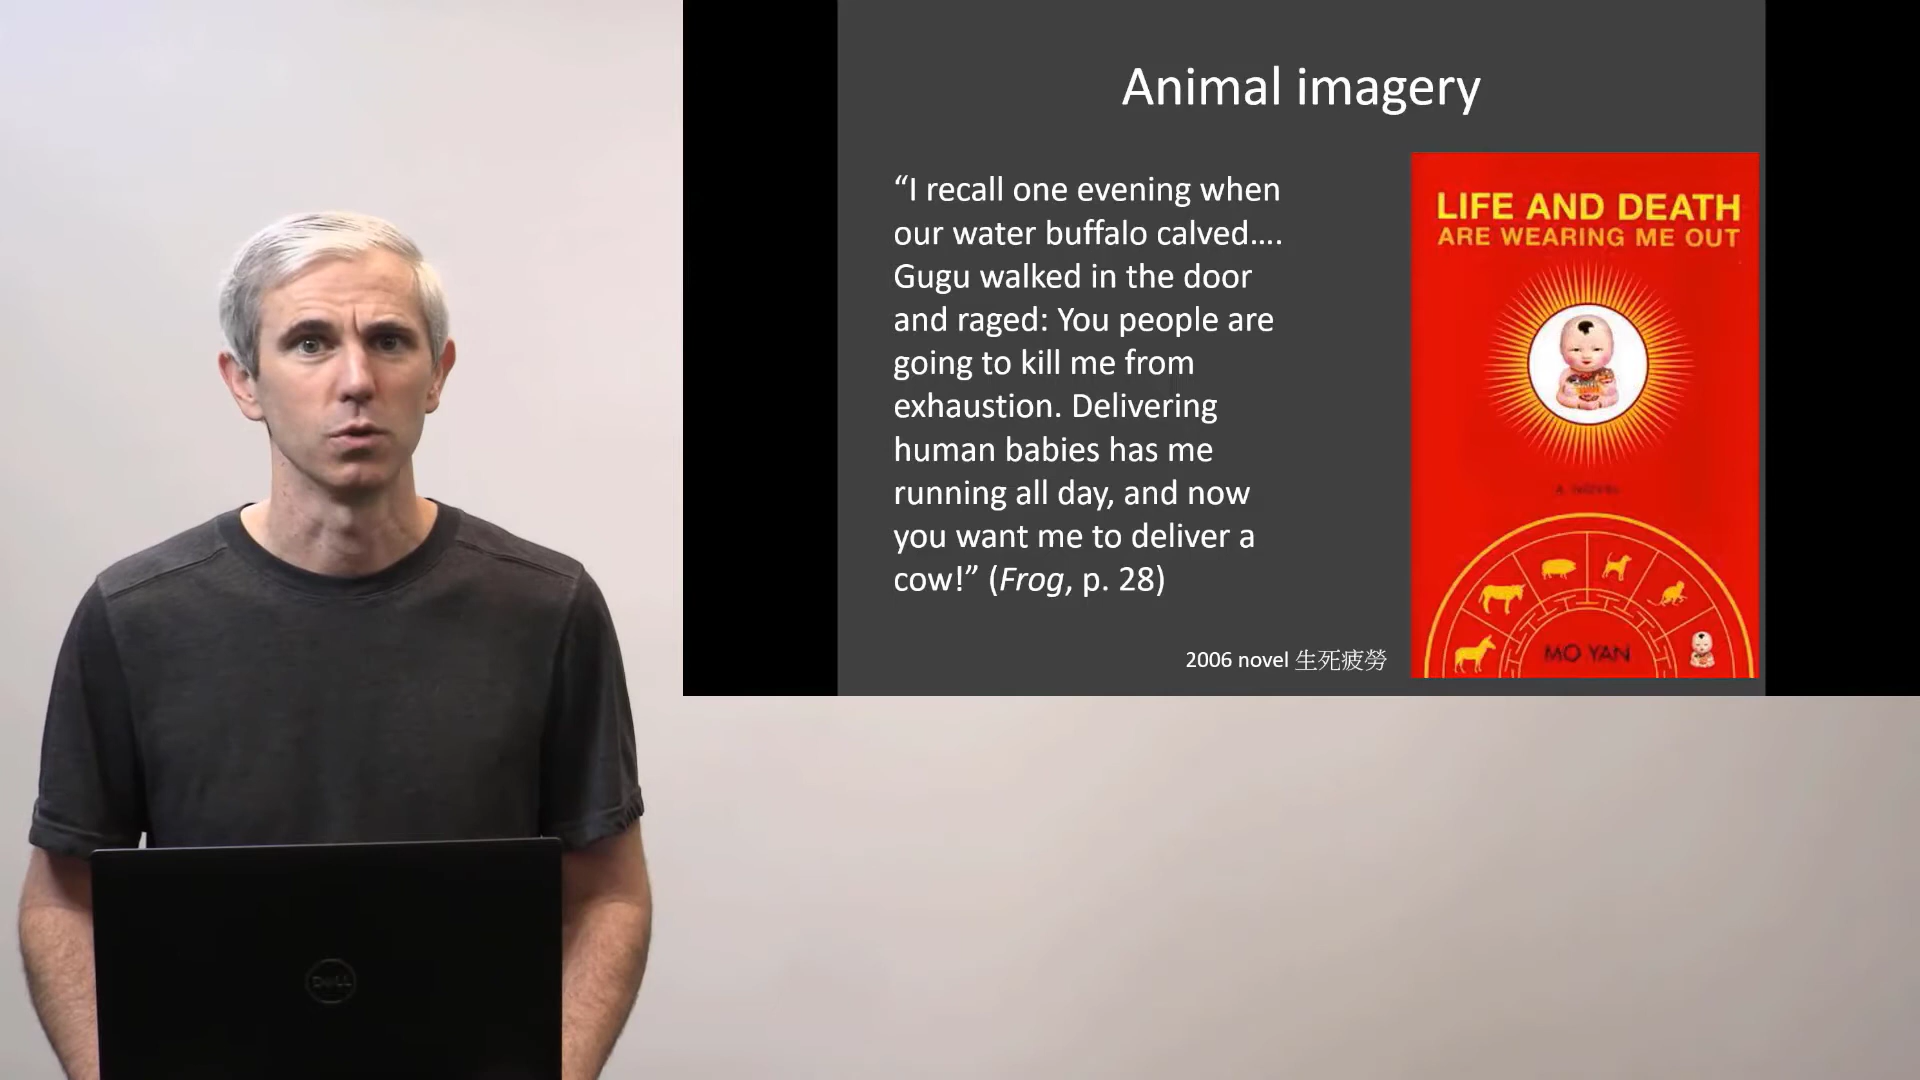 Animal imagery
“I recall one evening when
our water buffalo calved....
Gugu walked in the door
and raged: You people are
going to kill me from
exhaustion. Delivering
human babies has me
running all day, and now
you want me to deliver a
cow!” (Frog, p. 28)
2006 novel 生死疲勞
LIFE AND DEATH
ARE WEARING ME OUT
A NOVEL
MO YAN
DELL